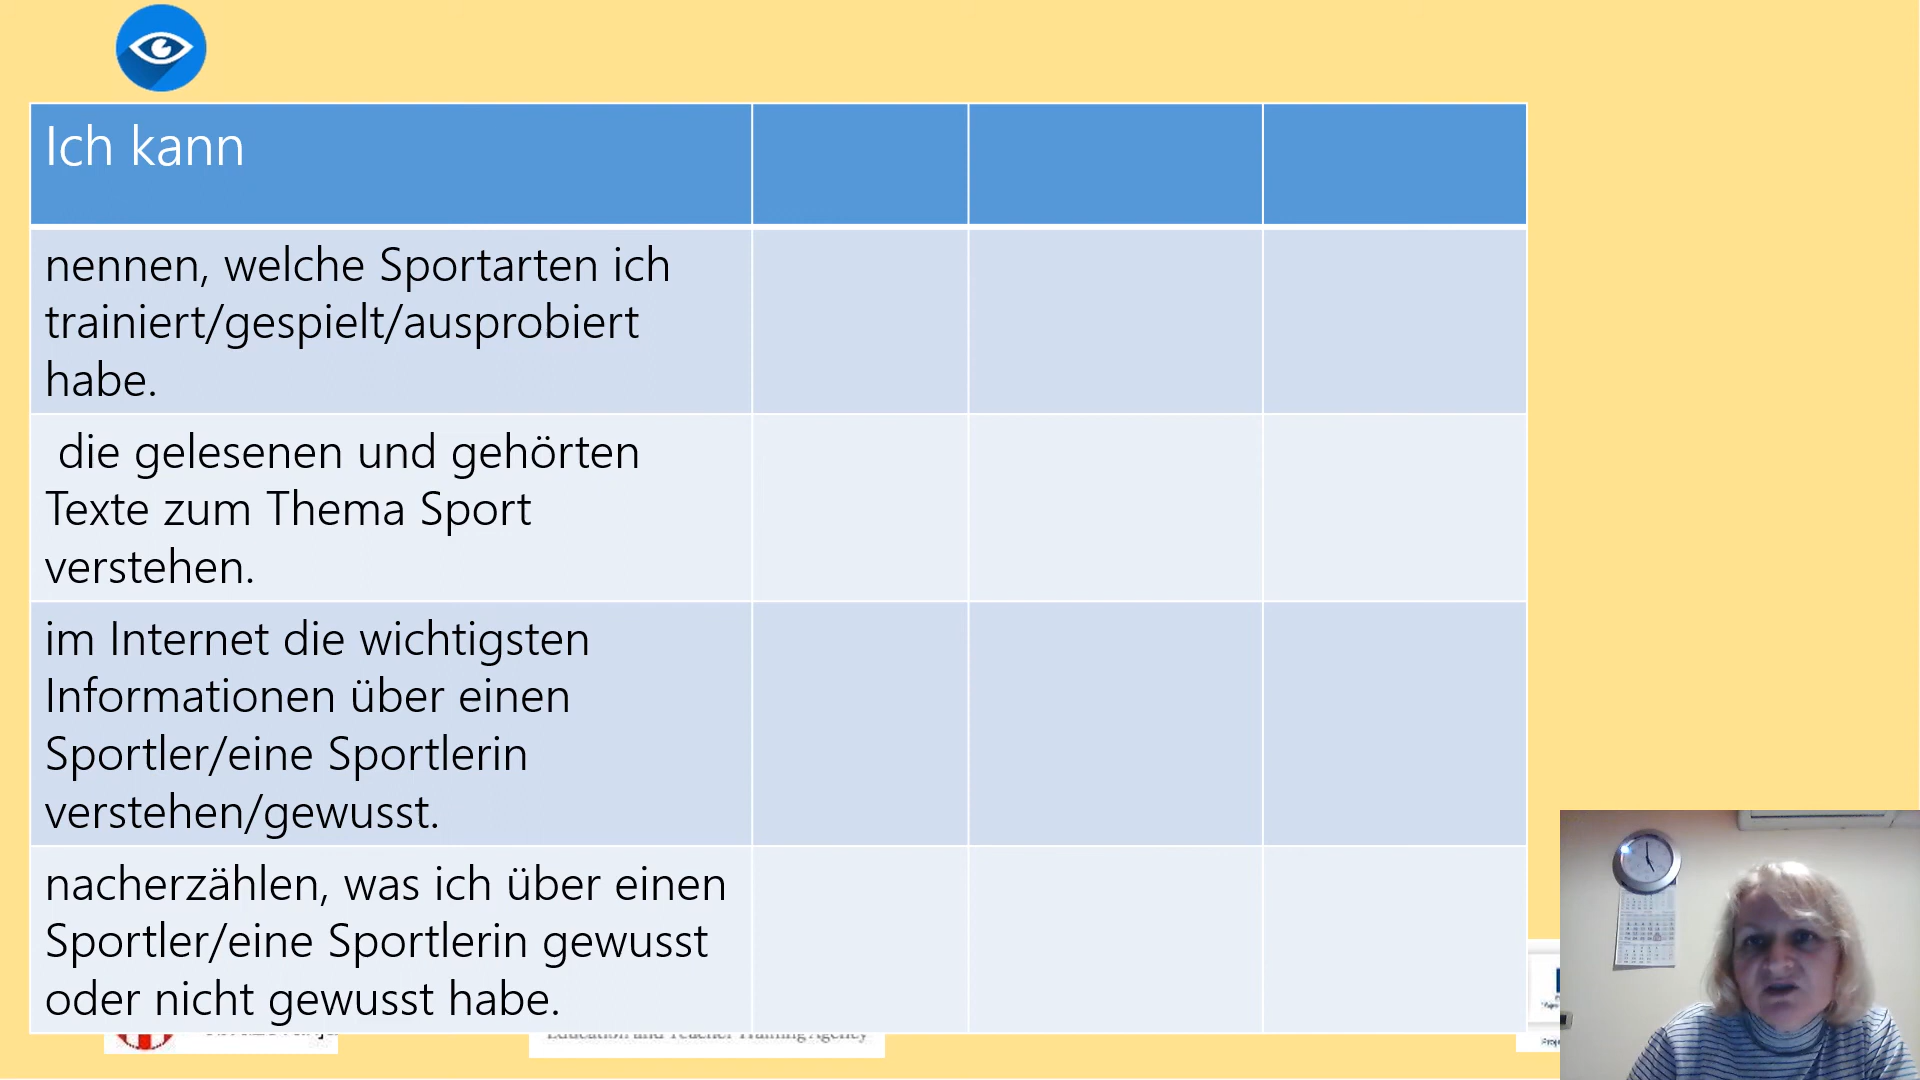 Ich kann
nennen, welche Sportarten ich
trainiert/gespielt/ausprobiert
habe.
die gelesenen und gehörten
Texte zum Thema Sport
verstehen.
im Internet die wichtigsten
Informationen über einen
Sportler/eine Sportlerin
verstehen/gewusst.
nacherzählen, was ich über einen
Sportler/eine Sportlerin gewusst
oder nicht gewusst habe.
Education and Teacher Training Agency